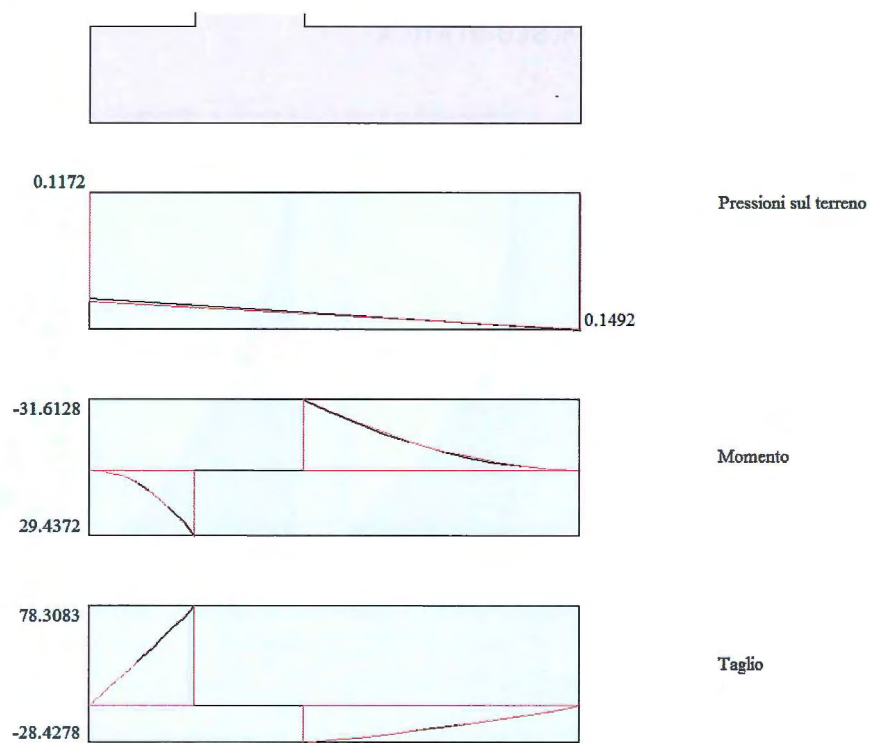 0.1172
Pressioni sul terreno
0.1492
-31.6128
Momento
29.4372
78.3083
Taglio
-28.4278